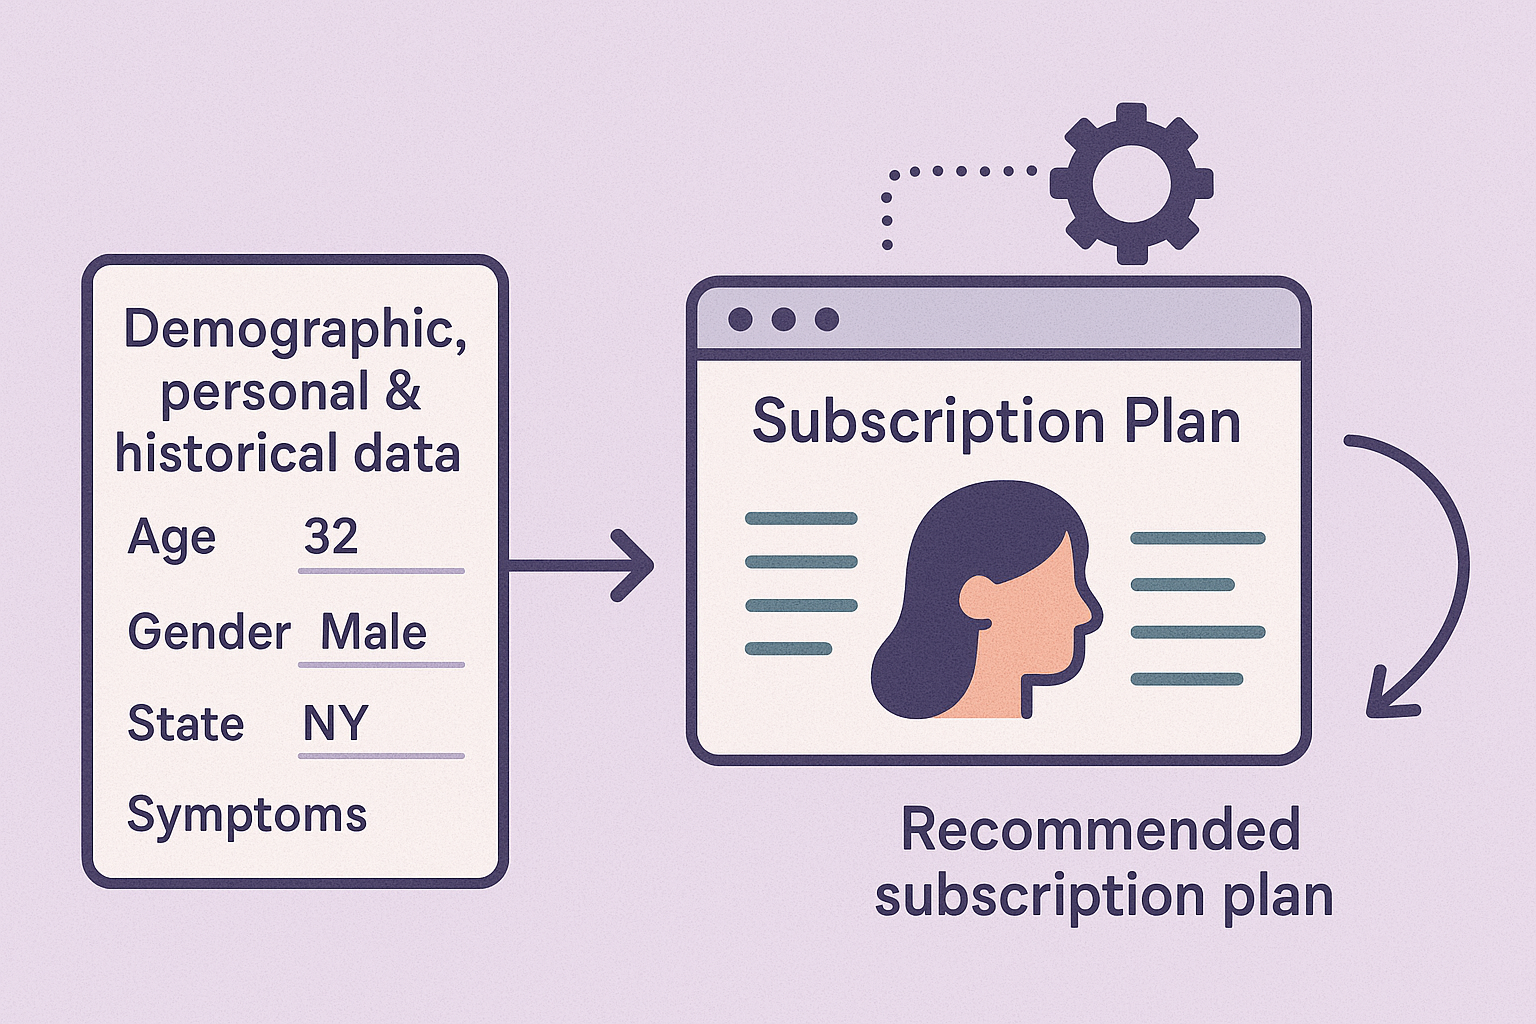 Demographic,
personal &
historical data
Age 32
Gender Male
State NY
Symptoms
Subscription Plan
Recommended
subscription plan